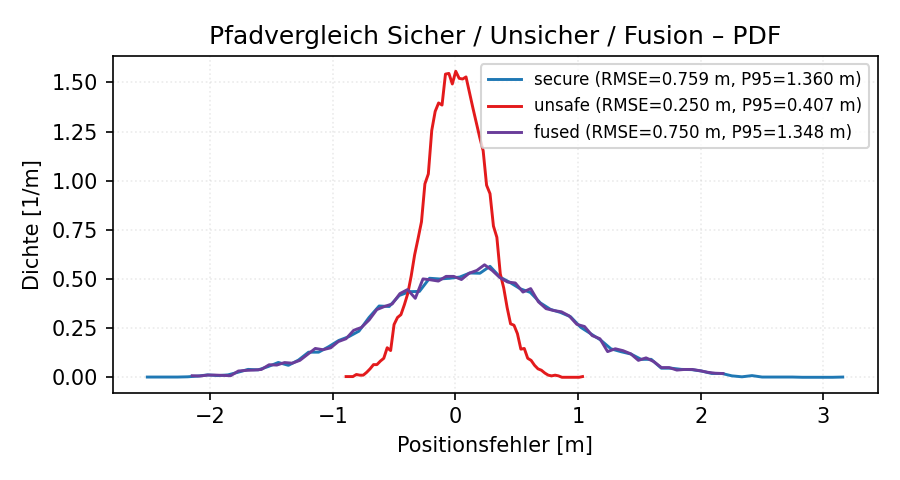 Pfadvergleich Sicher / Unsicher / Fusion – PDF
secure (RMSE=0.759 m, P95=1.360 m)
unsafe (RMSE=0.250 m, P95=0.407 m)
fused (RMSE=0.750 m, P95=1.348 m)
Dichte [1/m]
1.50
1.25
1.00
0.75
0.50
0.25
0.00
−2
−1
0
1
2
3
Positionsfehler [m]